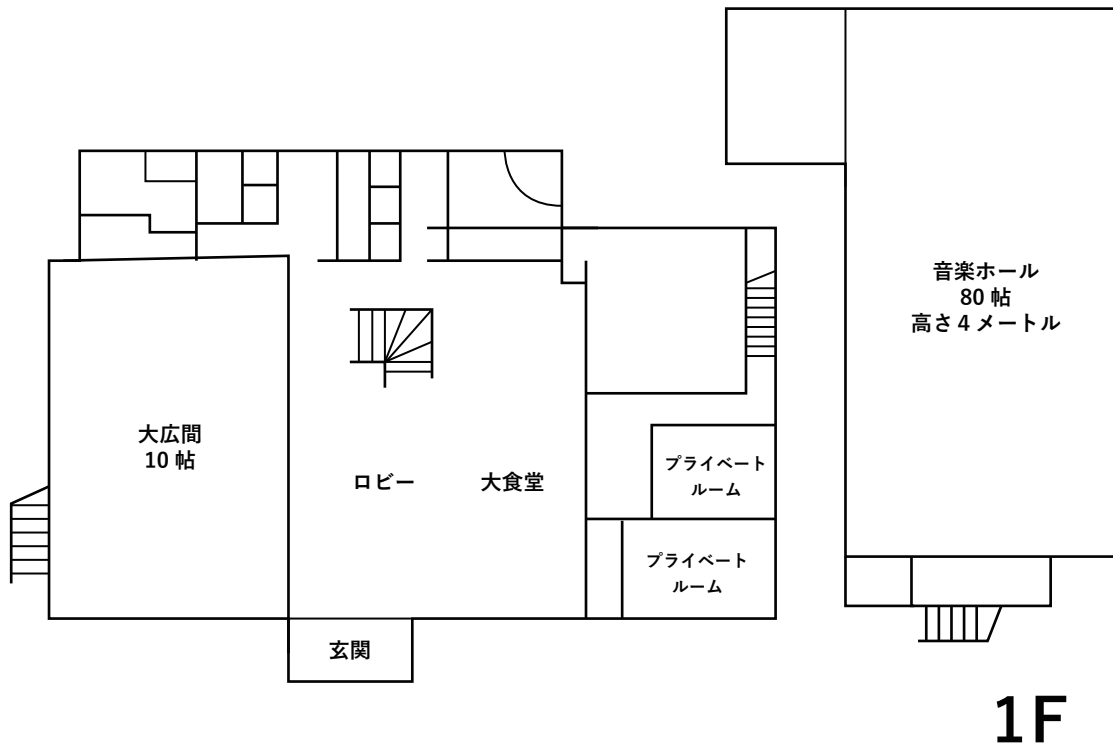 音楽ホール
80 帖
高さ 4 メートル
大広間
10 帖
ロビー
大食堂
プライベート
ルーム
プライベート
ルーム
玄関
1F